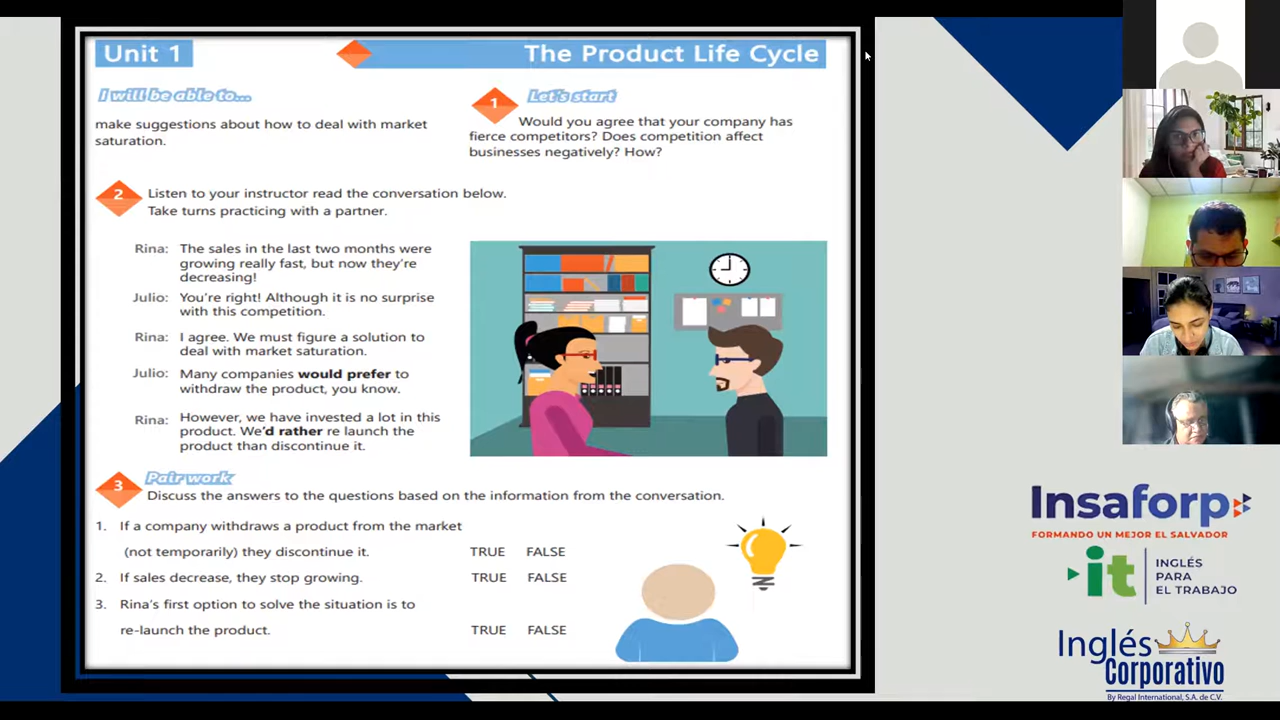 Unit 1
The Product Life Cycle
I will be able to...
make suggestions about how to deal with market
saturation.
1
Let's start
Would you agree that your company has
fierce competitors? Does competition affect
businesses negatively? How?
2
Listen to your instructor read the conversation below.
Take turns practicing with a partner.
Rina: The sales in the last two months were
growing really fast, but now they're
decreasing!
Julio: You're right! Although it is no surprise
with this competition.
Rina: I agree. We must figure a solution to
deal with market saturation.
Julio: Many companies would prefer to
withdraw the product, you know.
Rina: However, we have invested a lot in this
product. We'd rather re launch the
product than discontinue it.
3
Pair work
Discuss the answers to the questions based on the information from the conversation.
1. If a company withdraws a product from the market
(not temporarily) they discontinue it. TRUE FALSE
2. If sales decrease, they stop growing. TRUE FALSE
3. Rina's first option to solve the situation is to
re-launch the product. TRUE FALSE
Insaforp
FORMANDO UN MEJOR EL SALVADOR
it
INGLÉS
PARA
EL TRABAJO
Inglés
Corporativo
By Regal International, S.A. de C.V.